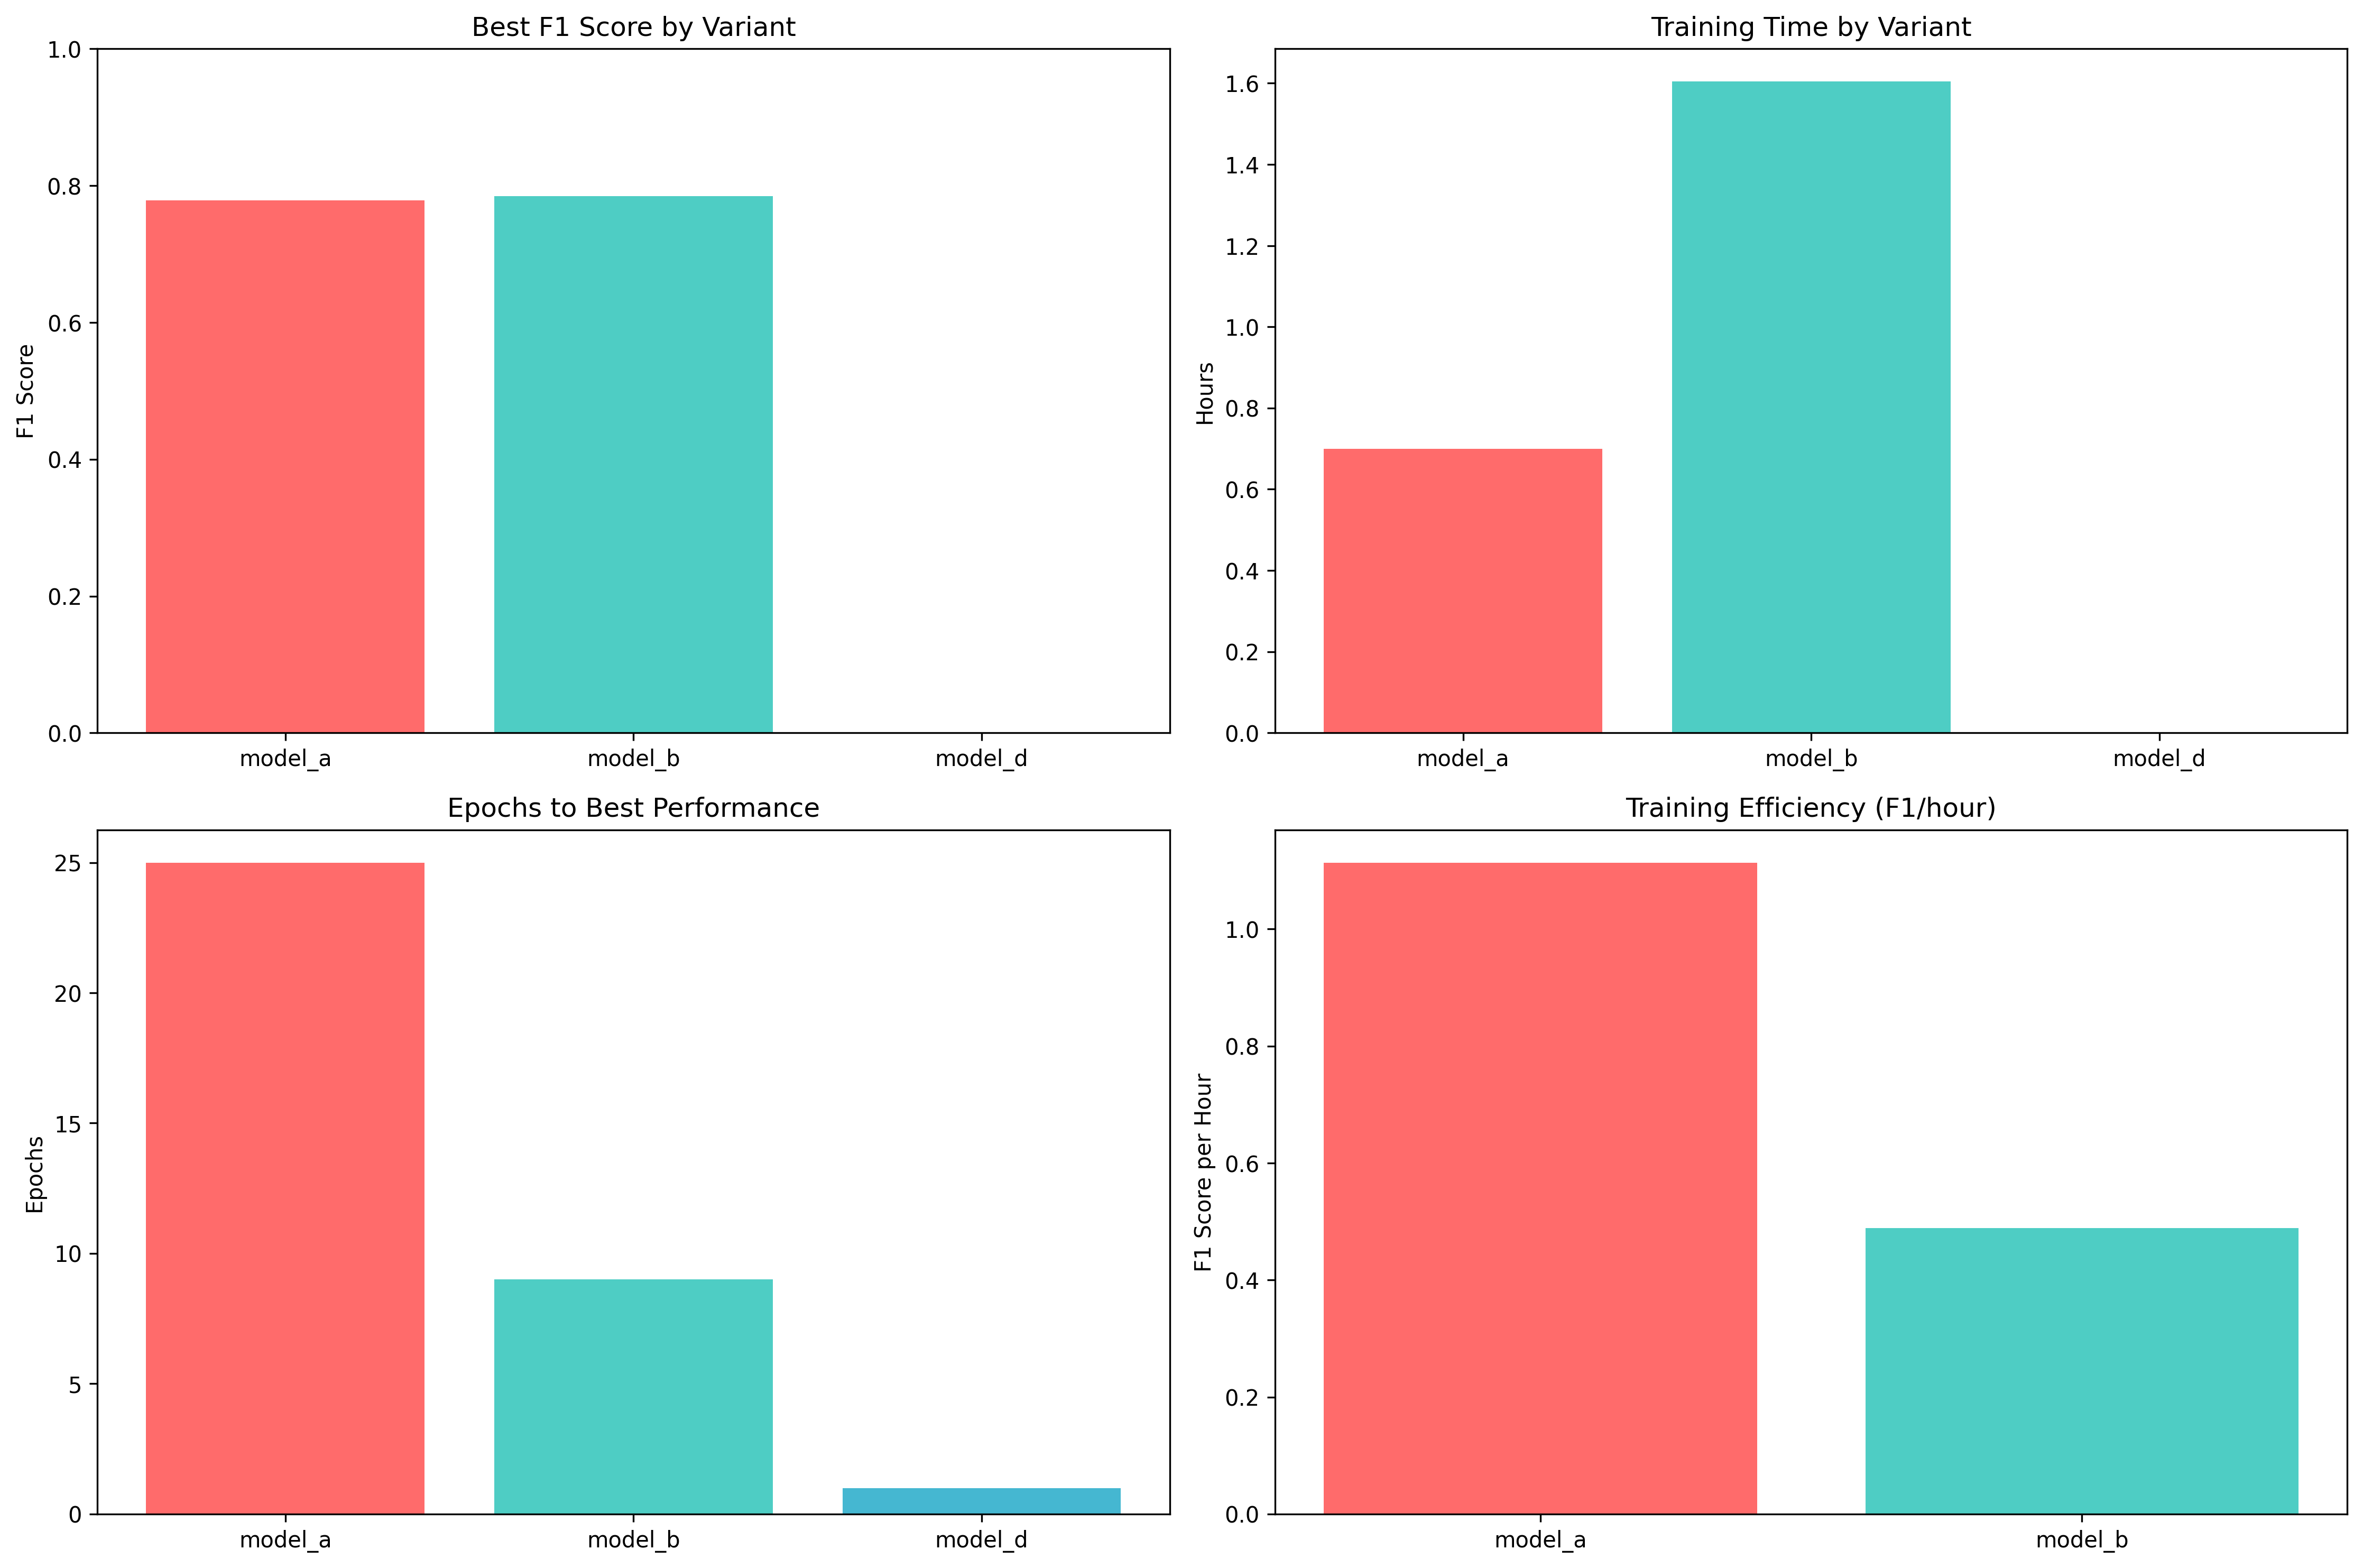 Best F1 Score by Variant
F1 Score
1.0
0.8
0.6
0.4
0.2
0.0
model_a model_b model_d
Training Time by Variant
Hours
1.6
1.4
1.2
1.0
0.8
0.6
0.4
0.2
0.0
model_a model_b model_d
Epochs to Best Performance
Epochs
25
20
15
10
5
0
model_a model_b model_d
Training Efficiency (F1/hour)
F1 Score per Hour
1.0
0.8
0.6
0.4
0.2
0.0
model_a model_b